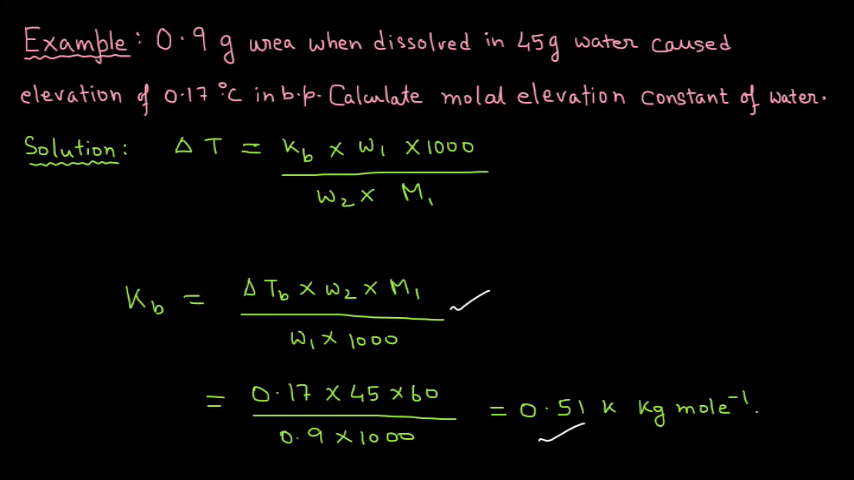 Example: 0.9 g urea when dissolved in 45g water caused
elevation of 0.17 °C in b.p. Calculate molal elevation constant of water.
Solution: Δ T = Kb × W1 × 1000
W2 × M1
Kb = Δ Tb × W2 × M1
W1 × 1000
= 0.17 × 45 × 60 = 0.51 K Kg mole⁻¹.
0.9 × 1000